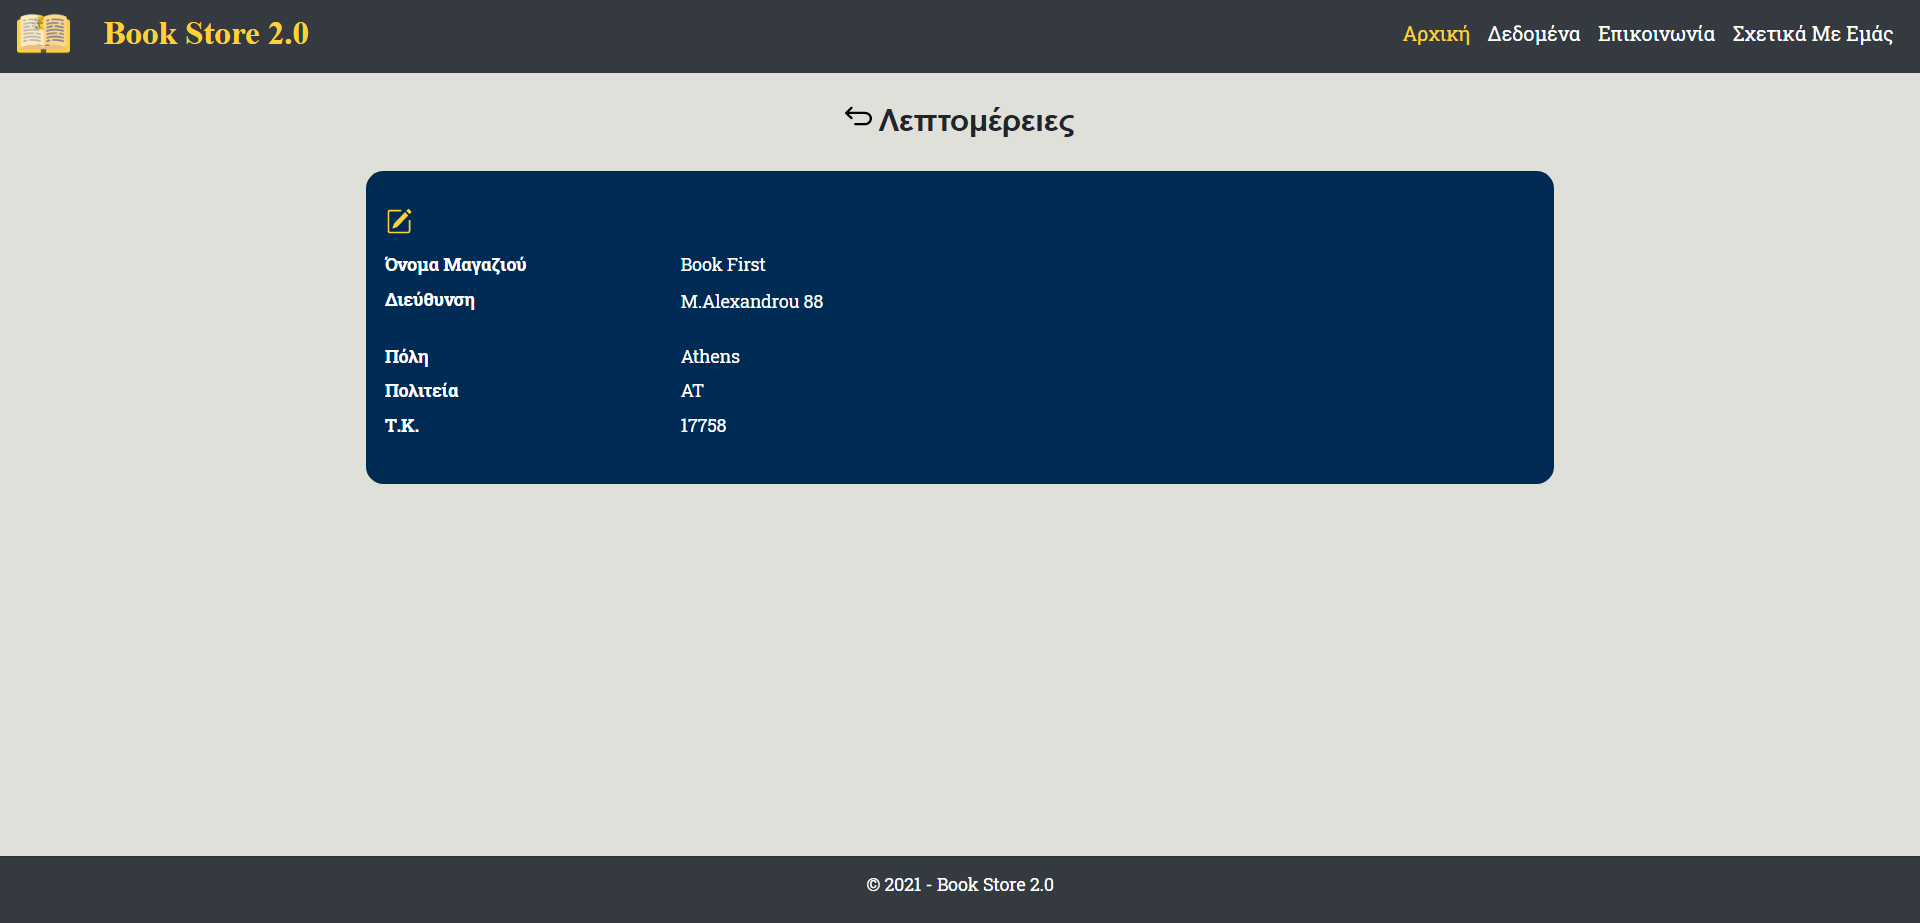 Book Store 2.0
Αρχική Δεδομένα Επικοινωνία Σχετικά Με Εμάς
Λεπτομέρειες
Όνομα Μαγαζιού Book First
Διεύθυνση M.Alexandrou 88
Πόλη Athens
Πολιτεία AT
Τ.Κ. 17758
© 2021 - Book Store 2.0